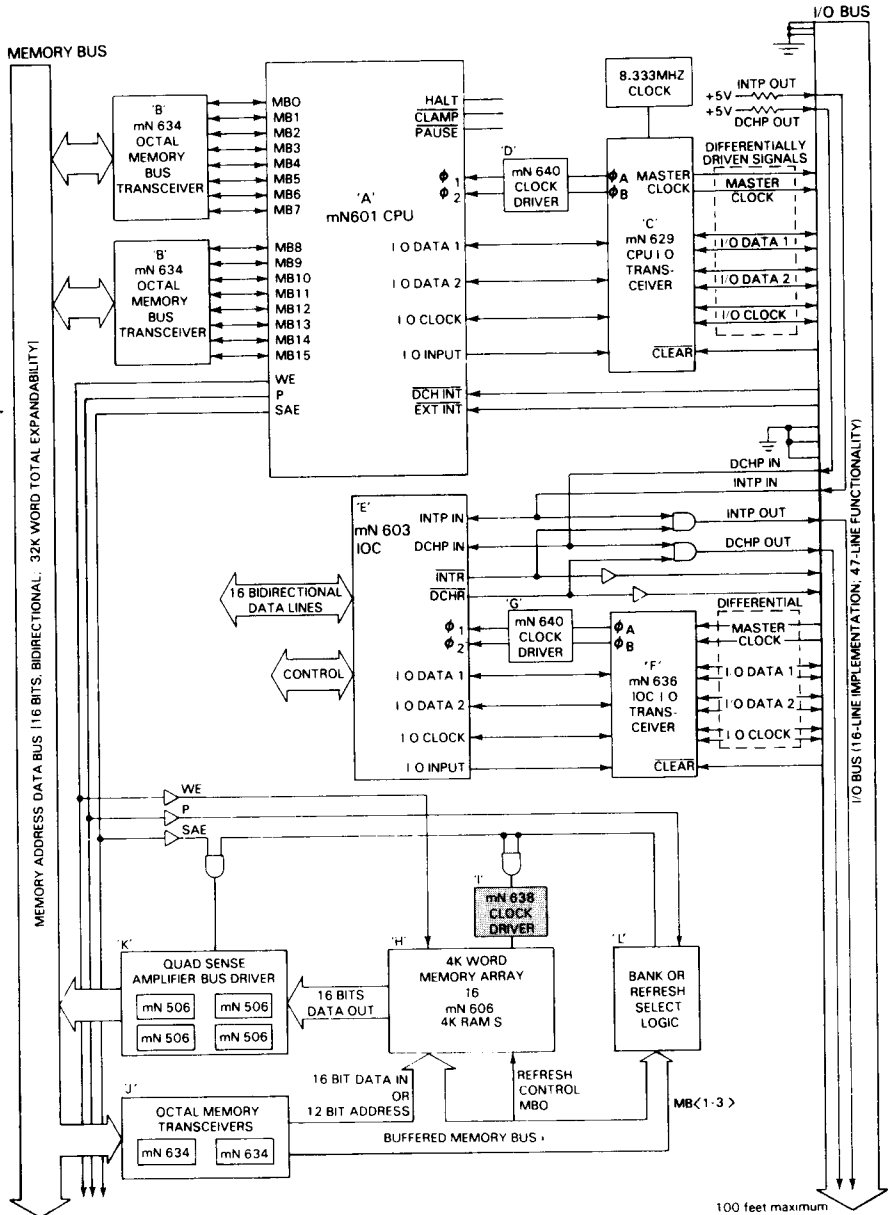 I/O BUS
MEMORY BUS
8.333MHZ
CLOCK
INTP OUT
+5V
+5V
DCHP OUT
'B'
mN 634
OCTAL
MEMORY
BUS
TRANSCEIVER
MB0
MB1
MB2
MB3
MB4
MB5
MB6
MB7
HALT
CLAMP
PAUSE
'A'
mN601 CPU
ϕ 1
ϕ 2
'D'
mN 640
CLOCK
DRIVER
ϕA
ϕB
MASTER
CLOCK
'C'
mN 629
CPU I O
TRANS-
CEIVER
CLEAR
DIFFERENTIALLY
DRIVEN SIGNALS
MASTER
CLOCK
I/O DATA 1
I/O DATA 2
I/O CLOCK
'B'
mN 634
OCTAL
MEMORY
BUS
TRANSCEIVER
MB8
MB9
MB10
MB11
MB12
MB13
MB14
MB15
WE
P
SAE
I O DATA 1
I O DATA 2
I O CLOCK
I O INPUT
DCH INT
EXT INT
DCHP IN
INTP IN
INTP OUT
DCHP OUT
'E'
mN 603
IOC
INTP IN
DCHP IN
INTR
DCHR
16 BIDIRECTIONAL
DATA LINES
CONTROL
ϕ 1
ϕ 2
I O DATA 1
I O DATA 2
I O CLOCK
I O INPUT
'G'
mN 640
CLOCK
DRIVER
ϕA
ϕB
'F'
mN 636
IOC I O
TRANS-
CEIVER
CLEAR
DIFFERENTIAL
MASTER
CLOCK
I O DATA 1
I O DATA 2
I O CLOCK
MEMORY ADDRESS DATA BUS [16 BITS, BIDIRECTIONAL, 32K WORD TOTAL EXPANDABILITY]
I/O BUS (16-LINE IMPLEMENTATION; 47-LINE FUNCTIONALITY)
WE
P
SAE
'I'
mN 638
CLOCK
DRIVER
'K'
QUAD SENSE
AMPLIFIER BUS DRIVER
mN 506
mN 506
mN 506
mN 506
16 BITS
DATA OUT
'H'
4K WORD
MEMORY ARRAY
16
mN 606
4K RAM S
'L'
BANK OR
REFRESH
SELECT
LOGIC
16 BIT DATA IN
OR
12 BIT ADDRESS
REFRESH
CONTROL
MBO
MB<1-3>
'J'
OCTAL MEMORY
TRANSCEIVERS
mN 634
mN 634
BUFFERED MEMORY BUS
100 feet maximum